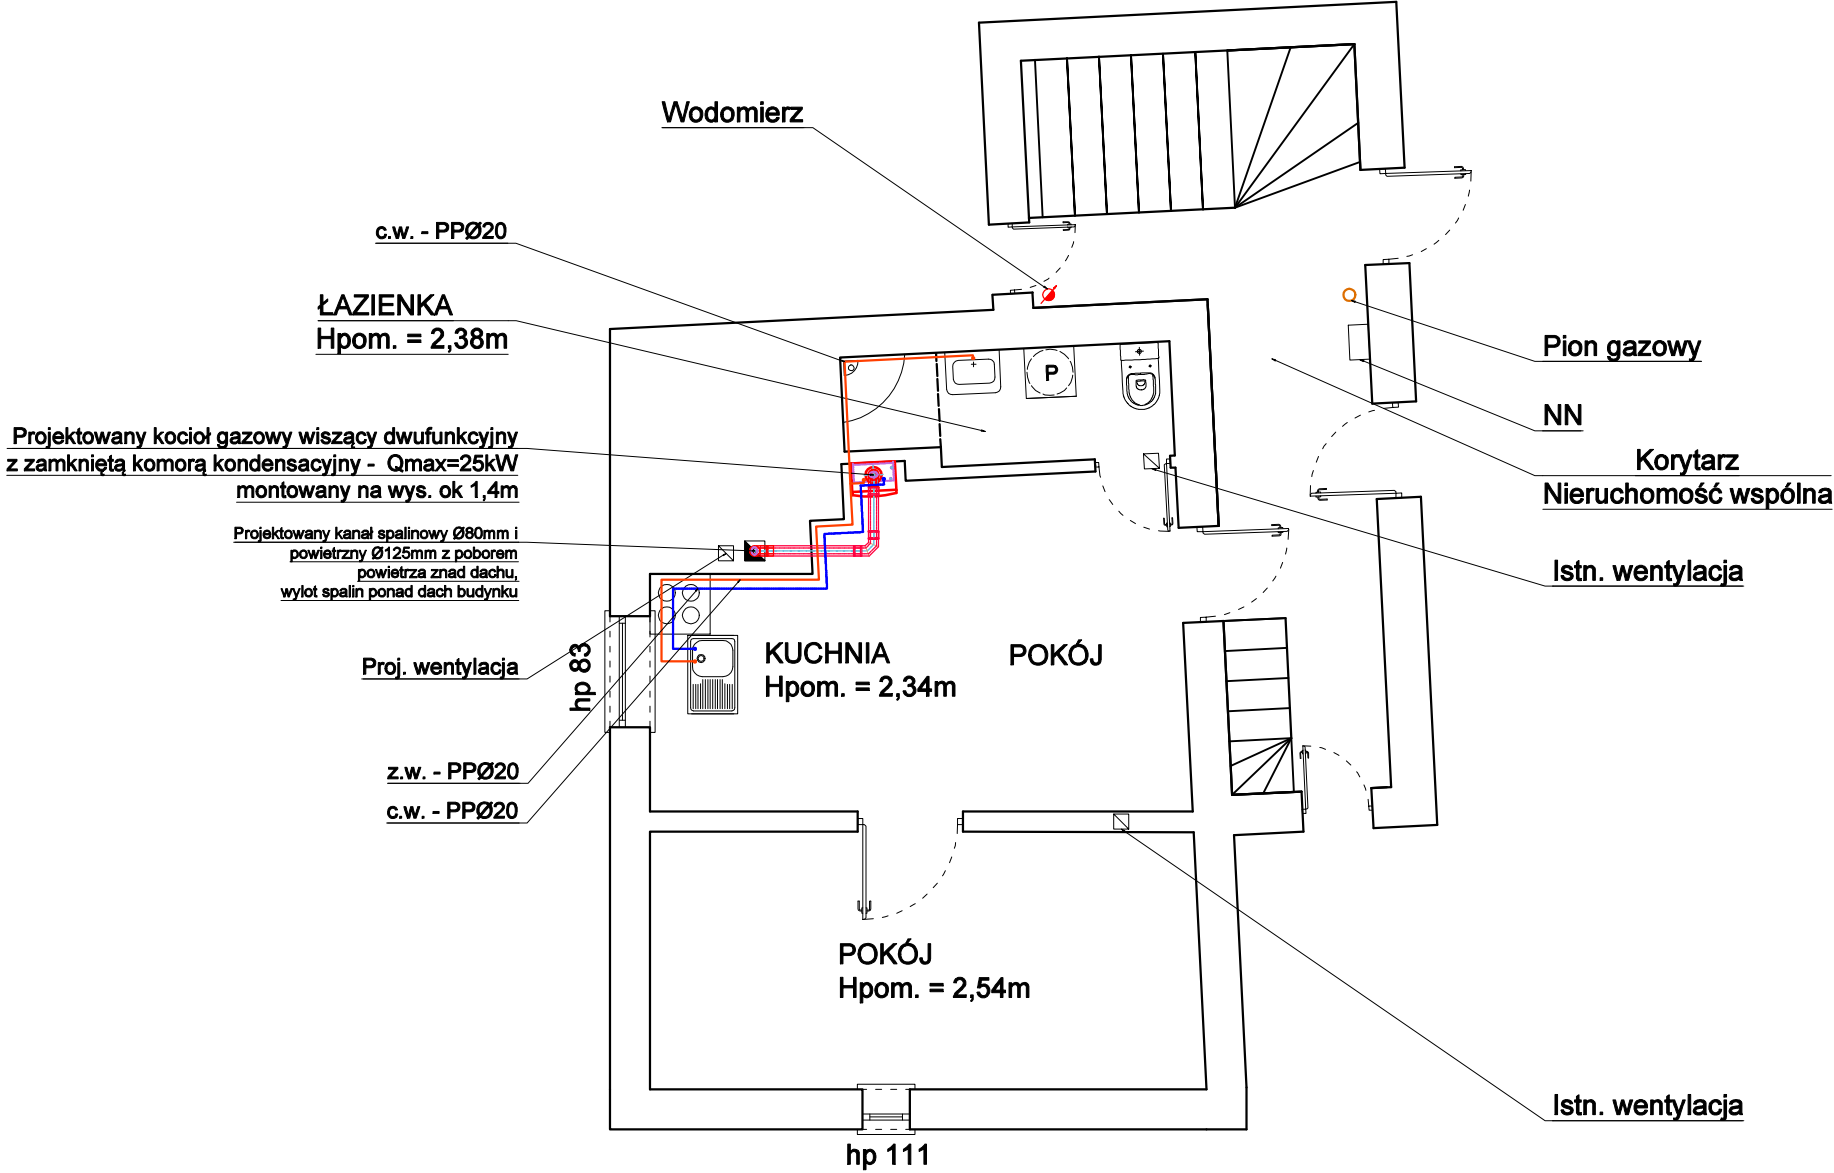 Wodomierz
c.w. - PPØ20
ŁAZIENKA
Hpom. = 2,38m
Projektowany kocioł gazowy wiszący dwufunkcyjny
z zamkniętą komorą kondensacyjny - Qmax=25kW
montowany na wys. ok 1,4m
Projektowany kanał spalinowy Ø80mm i
powietrzny Ø125mm z poborem
powietrza znad dachu,
wylot spalin ponad dach budynku
Proj. wentylacja
hp 83
z.w. - PPØ20
c.w. - PPØ20
P
KUCHNIA
Hpom. = 2,34m
POKÓJ
POKÓJ
Hpom. = 2,54m
hp 111
Pion gazowy
NN
Korytarz
Nieruchomość wspólna
Istn. wentylacja
Istn. wentylacja